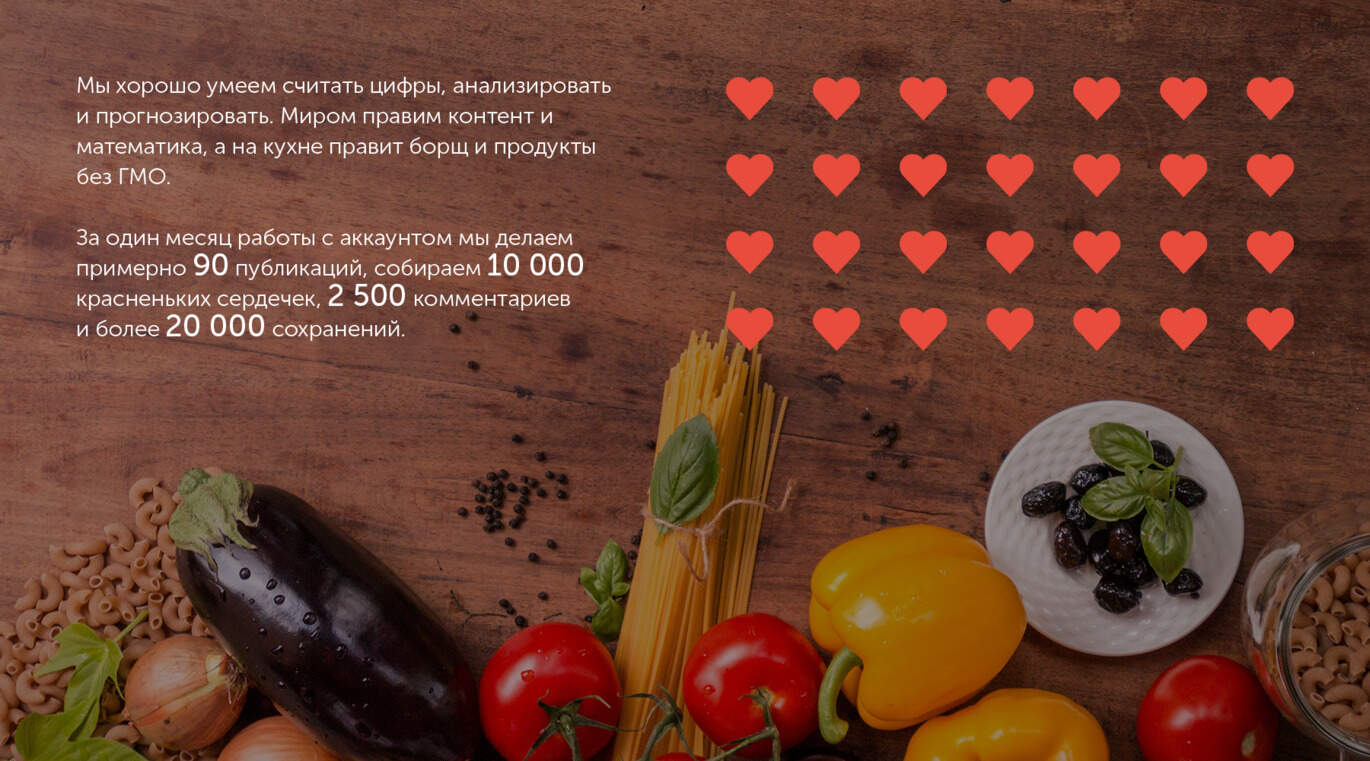 Мы хорошо умеем считать цифры, анализировать
и прогнозировать. Миром правим контент и
математика, а на кухне правит борщ и продукты
без ГМО.
За один месяц работы с аккаунтом мы делаем
примерно 90 публикаций, собираем 10 000
красненьких сердечек, 2 500 комментариев
и более 20 000 сохранений.